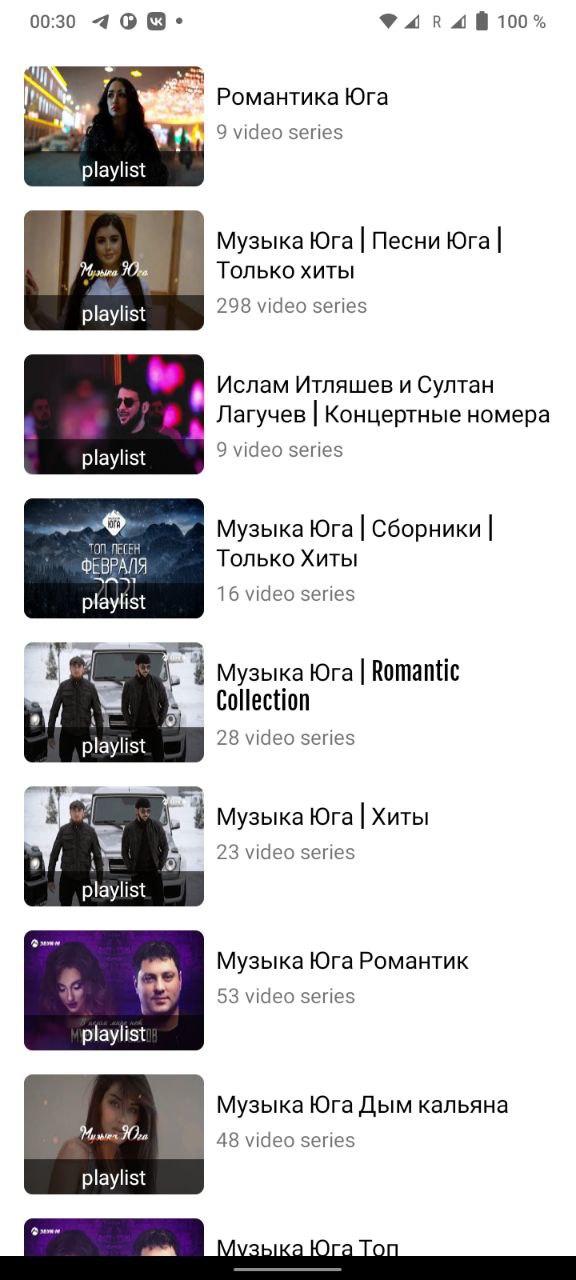 00:30
R
100 %
Романтика Юга
9 video series
playlist
Музыка Юга | Песни Юга |
Только хиты
298 video series
Музыка Юга
playlist
Ислам Итляшев и Султан
Лагучев | Концертные номера
9 video series
playlist
Музыка Юга | Сборники |
Только Хиты
16 video series
ЮГА
ТОП ПЕСЕН
ФЕВРАЛЯ
2021
playlist
Музыка Юга | Romantic
Collection
28 video series
playlist
Музыка Юга | Хиты
23 video series
playlist
ЗВУК-М
Музыка Юга Романтик
53 video series
playlist
Музыка Юга Дым кальяна
48 video series
Музыка Юга
playlist
ЗВУК-М
Музыка Юга Топ